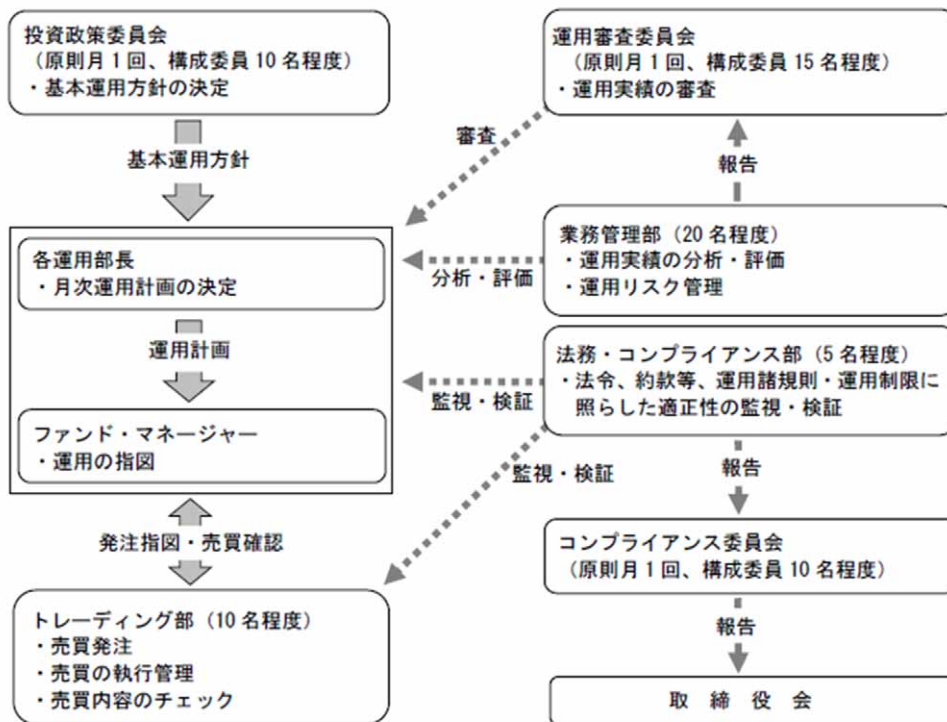 投資政策委員会
（原則月１回、構成委員 10 名程度）
・基本運用方針の決定
基本運用方針
各運用部長
・月次運用計画の決定
運用計画
ファンド・マネージャー
・運用の指図
発注指図・売買確認
トレーディング部（10 名程度）
・売買発注
・売買の執行管理
・売買内容のチェック
運用審査委員会
（原則月１回、構成委員 15 名程度）
・運用実績の審査
審査
報告
業務管理部（20 名程度）
・運用実績の分析・評価
・運用リスク管理
分析・評価
法務・コンプライアンス部（5 名程度）
・法令、約款等、運用諸規則・運用制限に
照らした適正性の監視・検証
監視・検証
監視・検証
報告
コンプライアンス委員会
（原則月１回、構成委員 10 名程度）
報告
取　締　役　会